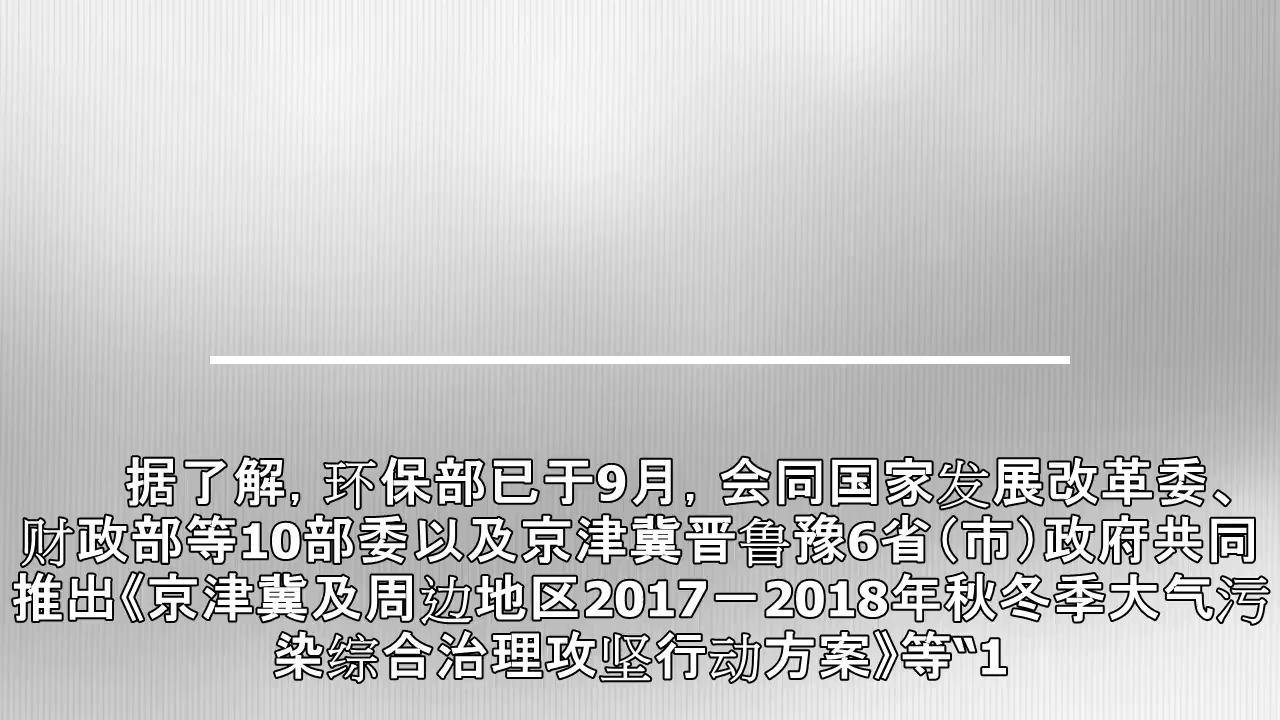 据了解，环保部已于9月，会同国家发展改革委、
财政部等10部委以及京津冀晋鲁豫6省（市）政府共同
推出《京津冀及周边地区2017－2018年秋冬季大气污
染综合治理攻坚行动方案》等“1